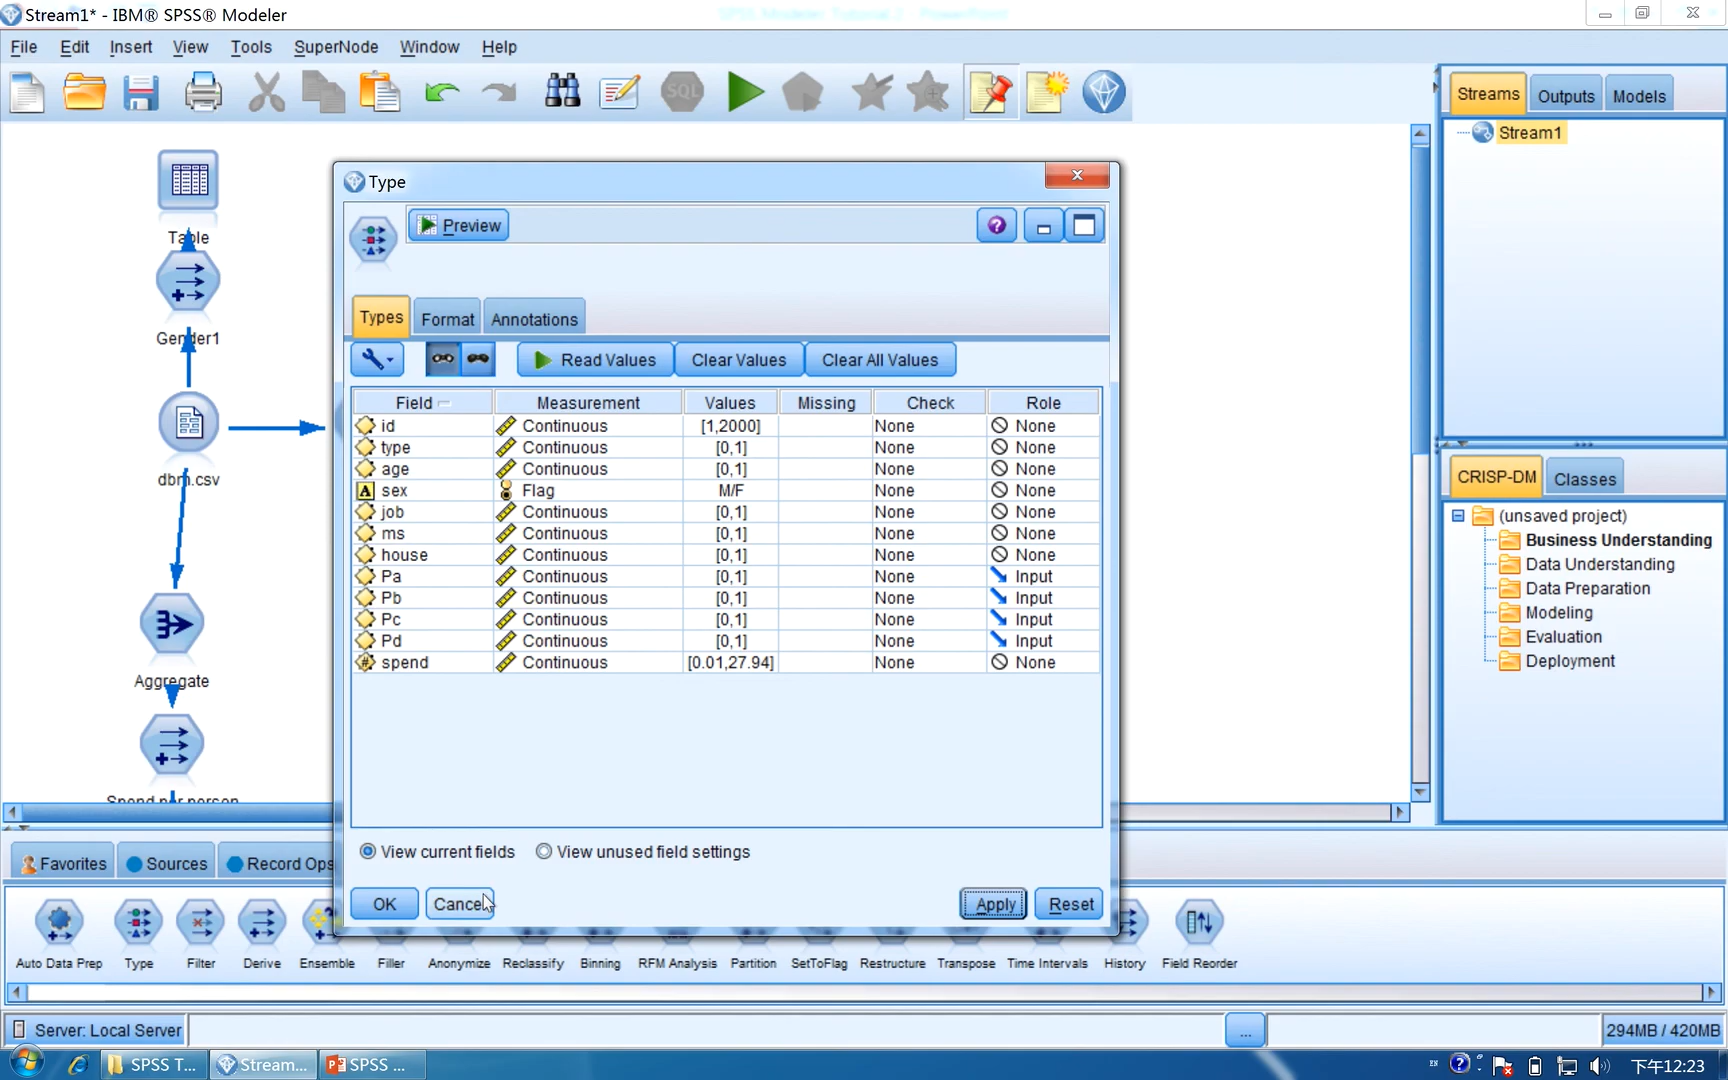 Stream1* - IBM® SPSS® Modeler
File Edit Insert View Tools SuperNode Window Help
SQL
Streams Outputs Models
Stream1
Table
Gender1
dbm.csv
Aggregate
Type
Preview
Types Format Annotations
Read Values Clear Values Clear All Values
Field Measurement Values Missing Check Role
id Continuous [1,2000] None None
type Continuous [0,1] None None
age Continuous [0,1] None None
A sex Flag M/F None None
job Continuous [0,1] None None
ms Continuous [0,1] None None
house Continuous [0,1] None None
Pa Continuous [0,1] None Input
Pb Continuous [0,1] None Input
Pc Continuous [0,1] None Input
Pd Continuous [0,1] None Input
# spend Continuous [0.01,27.94] None None
View current fields View unused field settings
OK Cancel Apply Reset
CRISP-DM Classes
(unsaved project)
Business Understanding
Data Understanding
Data Preparation
Modeling
Evaluation
Deployment
Favorites Sources Record Ops
Auto Data Prep Type Filter Derive Ensemble Filler Anonymize Reclassify Binning RFM Analysis Partition SetToFlag Restructure Transpose Time Intervals History Field Reorder
Server: Local Server ... 294MB / 420MB
SPSS T... Stream... SPSS ... 下午12:23